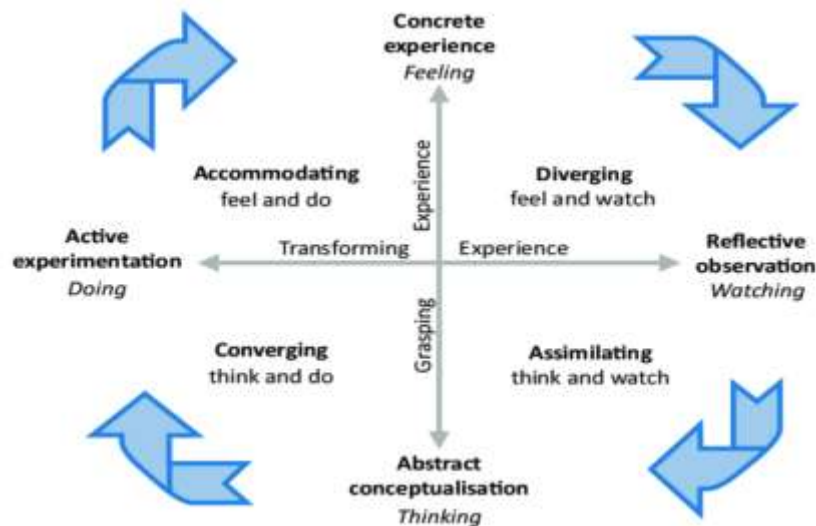 Concrete
experience
Feeling
Accommodating
feel and do
Experience
Diverging
feel and watch
Active
experimentation
Doing
Transforming
Experience
Reflective
observation
Watching
Converging
think and do
Grasping
Assimilating
think and watch
Abstract
conceptualisation
Thinking